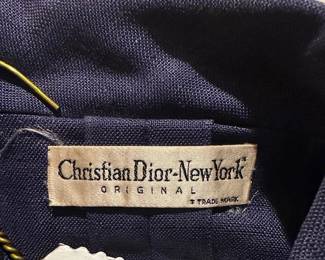 Christian Dior-New York
ORIGINAL
TRADE MARK